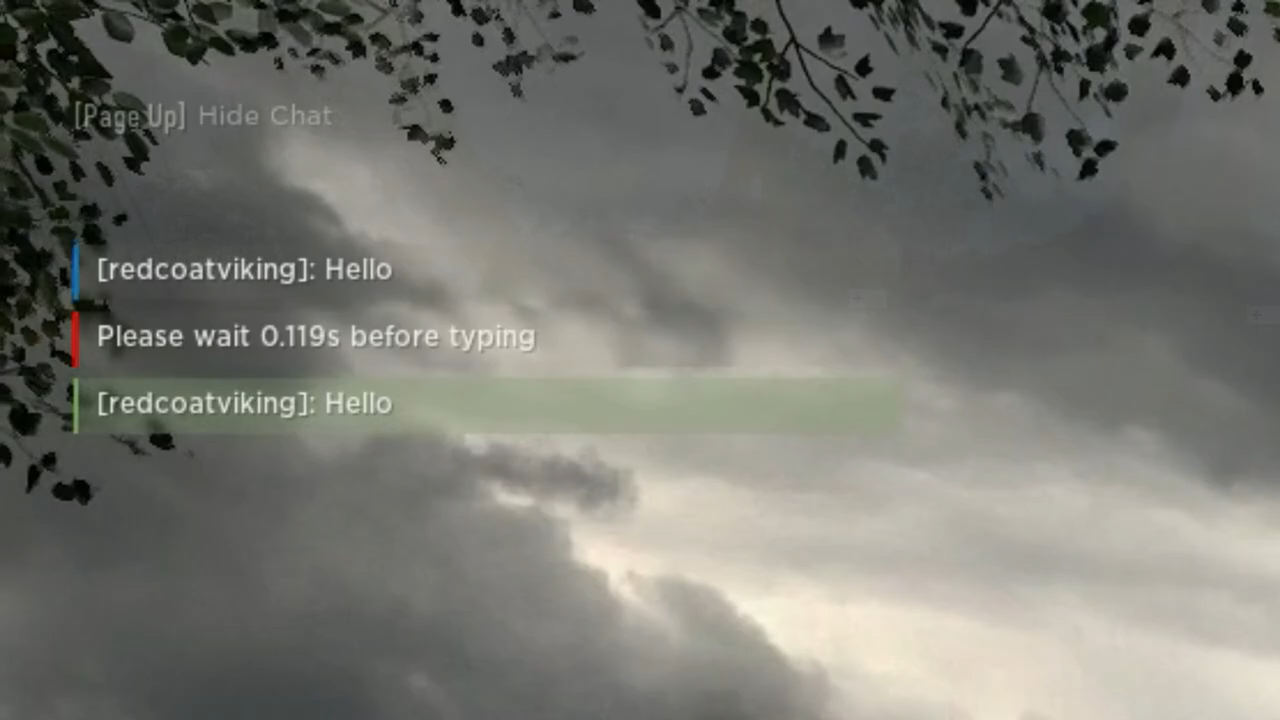 [Page Up] Hide Chat
[redcoatviking]: Hello
Please wait 0.119s before typing
[redcoatviking]: Hello